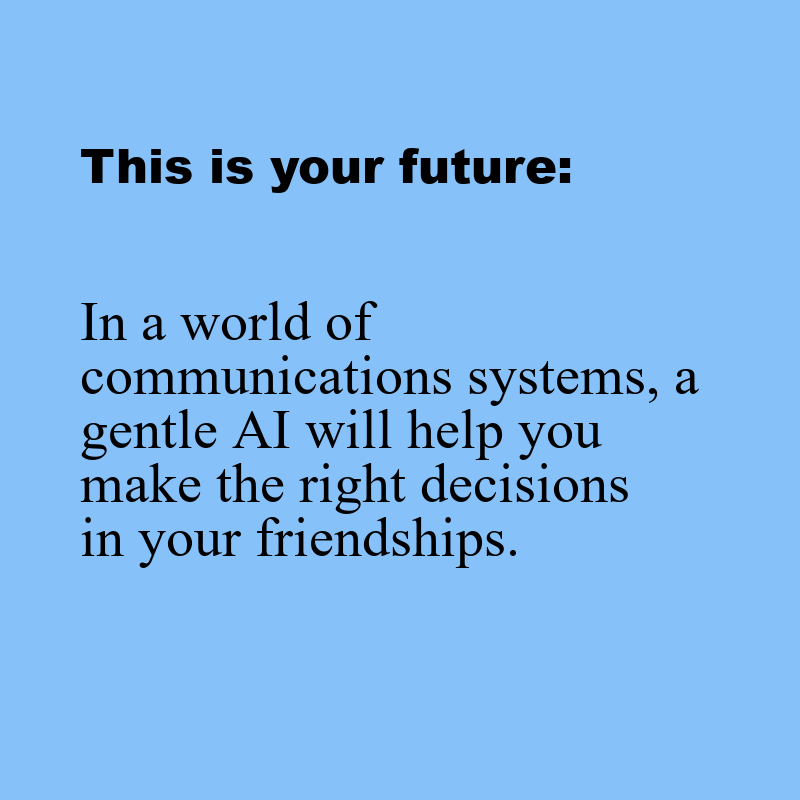 This is your future:
In a world of
communications systems, a
gentle AI will help you
make the right decisions
in your friendships.